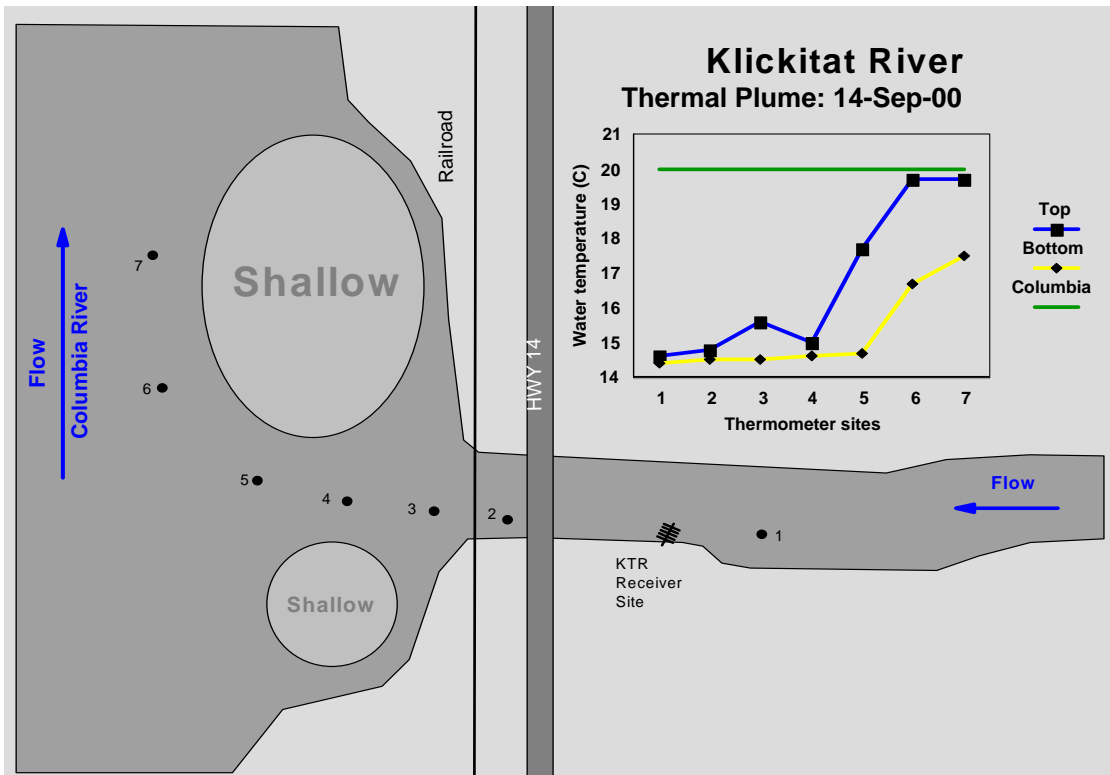 Klickitat River
Thermal Plume: 14-Sep-00
Railroad
HWY 14
Shallow
Shallow
Flow
Columbia River
Flow
7
6
5
4
3
2
1
KTR
Receiver
Site
Water temperature (C)
21
20
19
18
17
16
15
14
1 2 3 4 5 6 7
Thermometer sites
Top
Bottom
Columbia